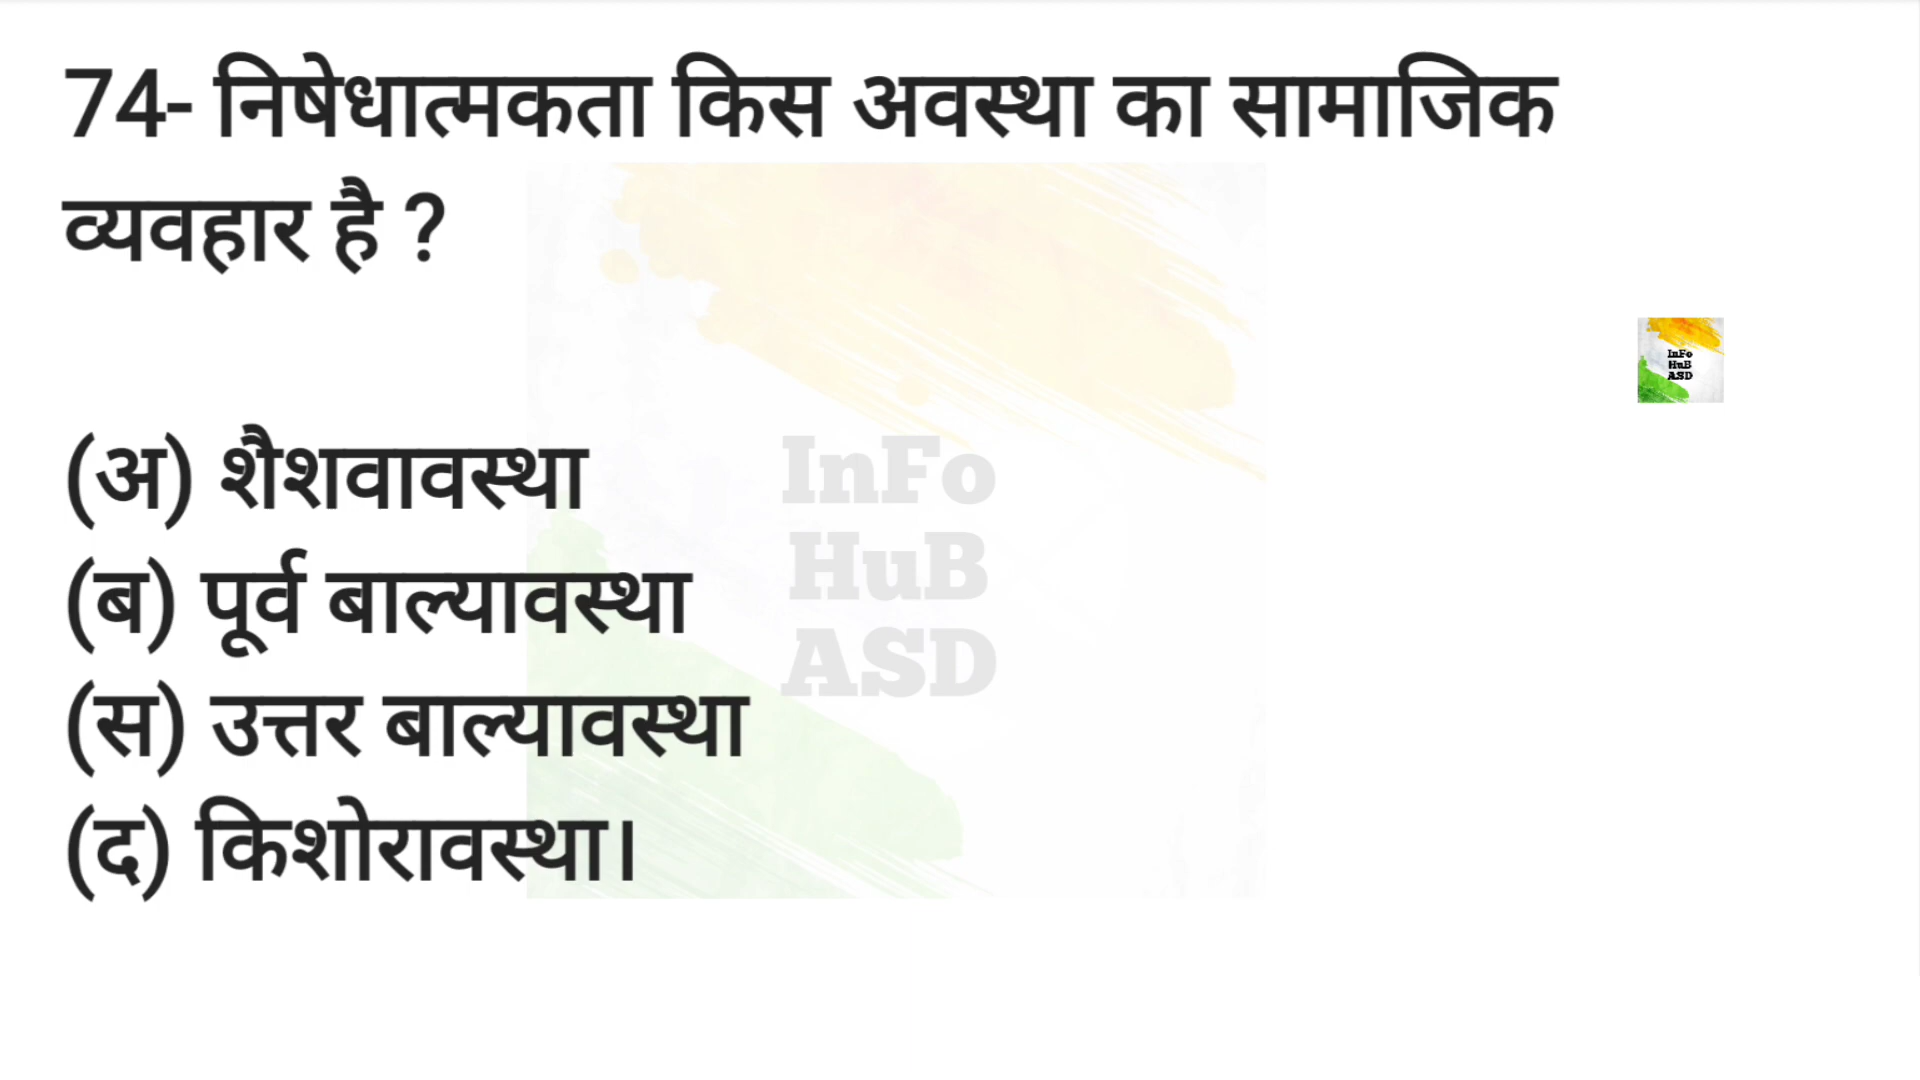 74- निषेधात्मकता किस अवस्था का सामाजिक
व्यवहार है ?
InFo
HuB
ASD
(अ) शैशवावस्था
(ब) पूर्व बाल्यावस्था
(स) उत्तर बाल्यावस्था
(द) किशोरावस्था।
InFo
HuB
ASD